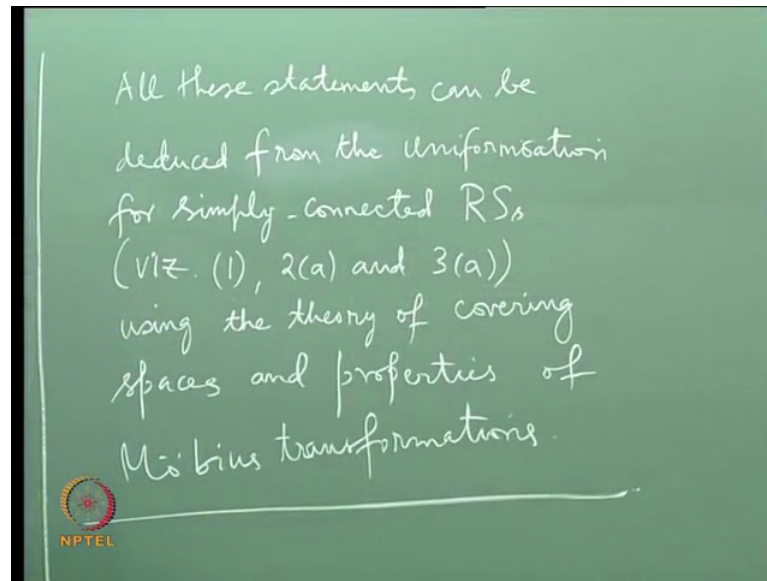 All these statements can be
deduced from the uniformisation
for simply-connected RSs
(viz. (1), 2(a) and 3(a))
using the theory of covering
spaces and properties of
Möbius transformations.
NPTEL